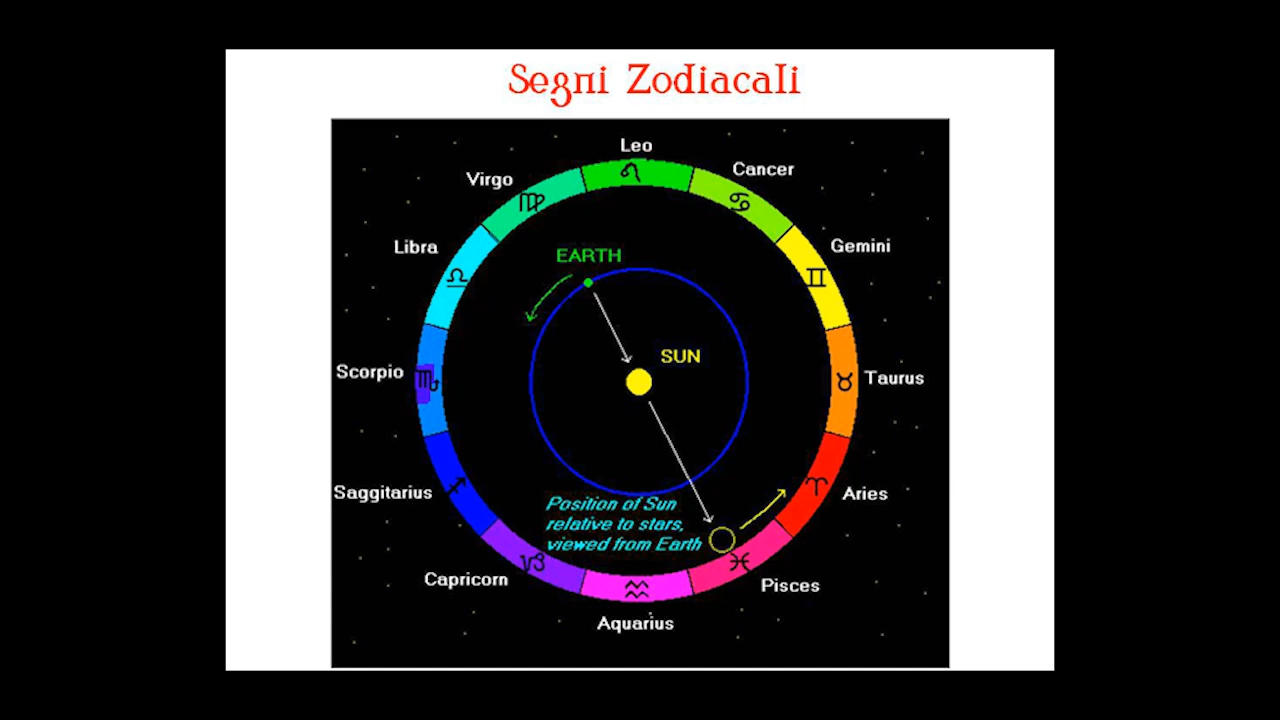 Segni Zodiacali
Leo
Cancer
Virgo
Gemini
Libra
EARTH
SUN
Scorpio
Taurus
Saggitarius
Aries
Position of Sun
relative to stars,
viewed from Earth
Capricorn
Pisces
Aquarius